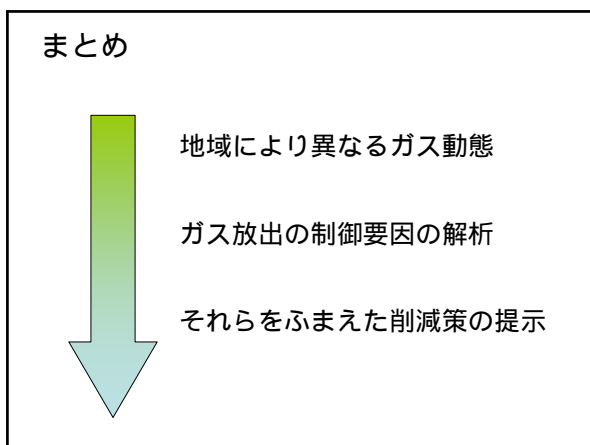 まとめ
地域により異なるガス動態
ガス放出の制御要因の解析
それらをふまえた削減策の提示